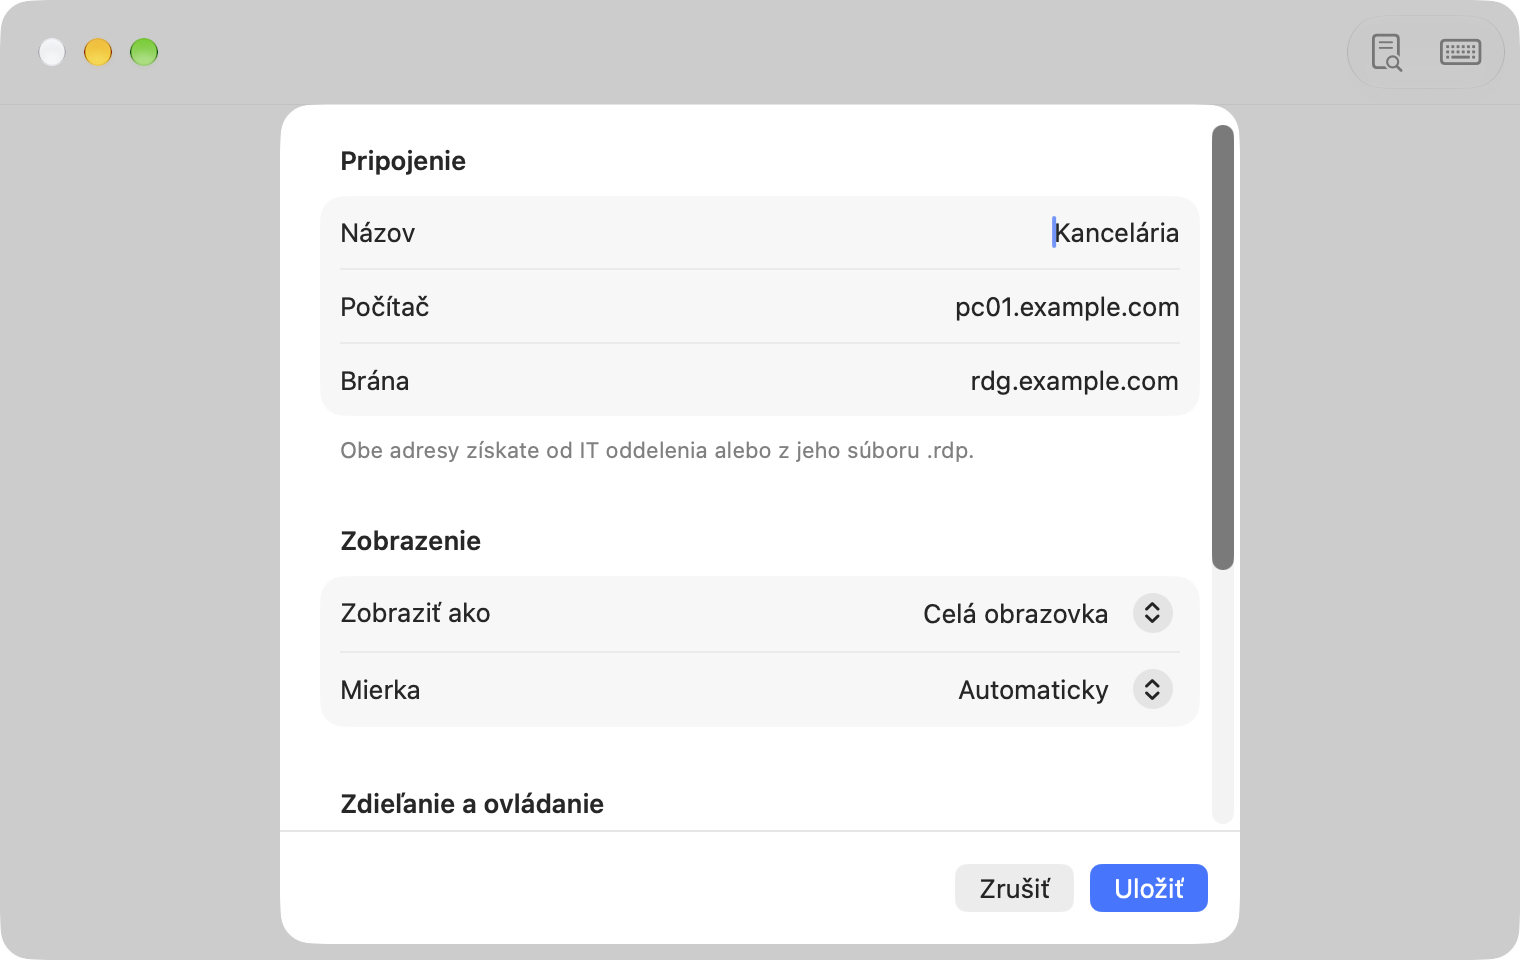 Pripojenie
Názov Kancelária
Počítač pc01.example.com
Brána rdg.example.com
Obe adresy získate od IT oddelenia alebo z jeho súboru .rdp.
Zobrazenie
Zobraziť ako Celá obrazovka
Mierka Automaticky
Zdieľanie a ovládanie
Zrušiť Uložiť